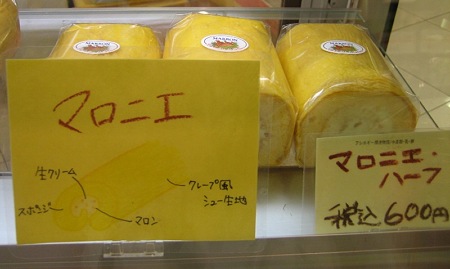 マロニエ
生クリーム
スポンジ
マロン
クレープ風
シュー生地
マロニエ・
ハーフ
税込600円